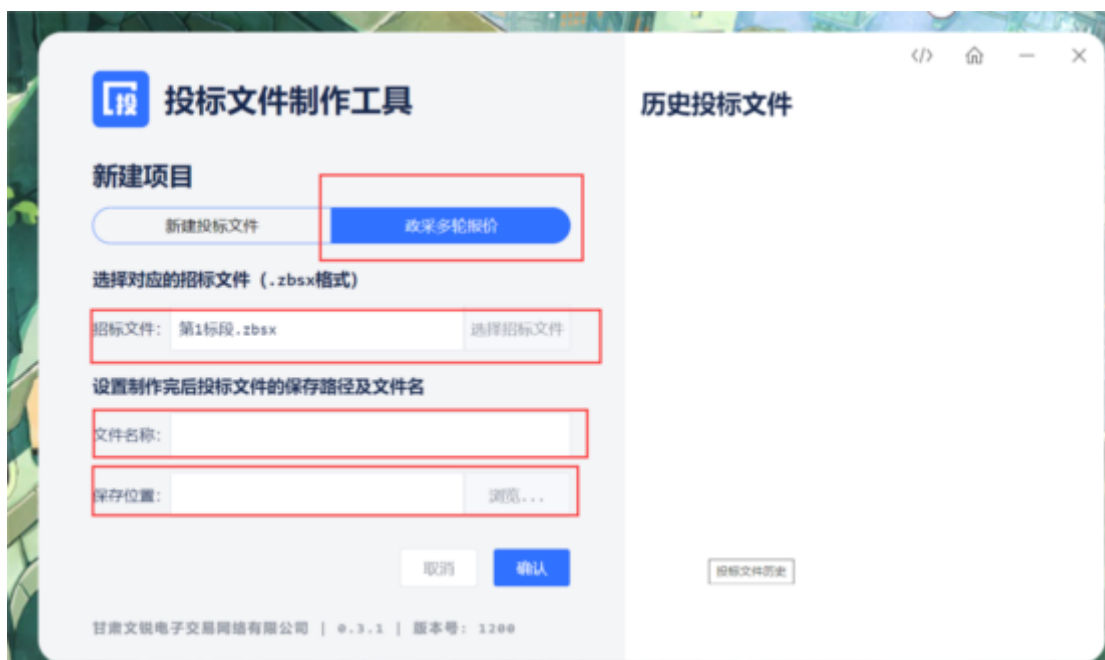 投标文件制作工具
历史投标文件
新建项目
新建投标文件
政采多轮报价
选择对应的招标文件（.zbsx格式）
招标文件: 第1标段.zbsx 选择招标文件
设置制作完后投标文件的保存路径及文件名
文件名称:
保存位置: 浏览...
取消 确认
投标文件历史
甘肃文锐电子交易网络有限公司 | 0.3.1 | 版本号: 1200